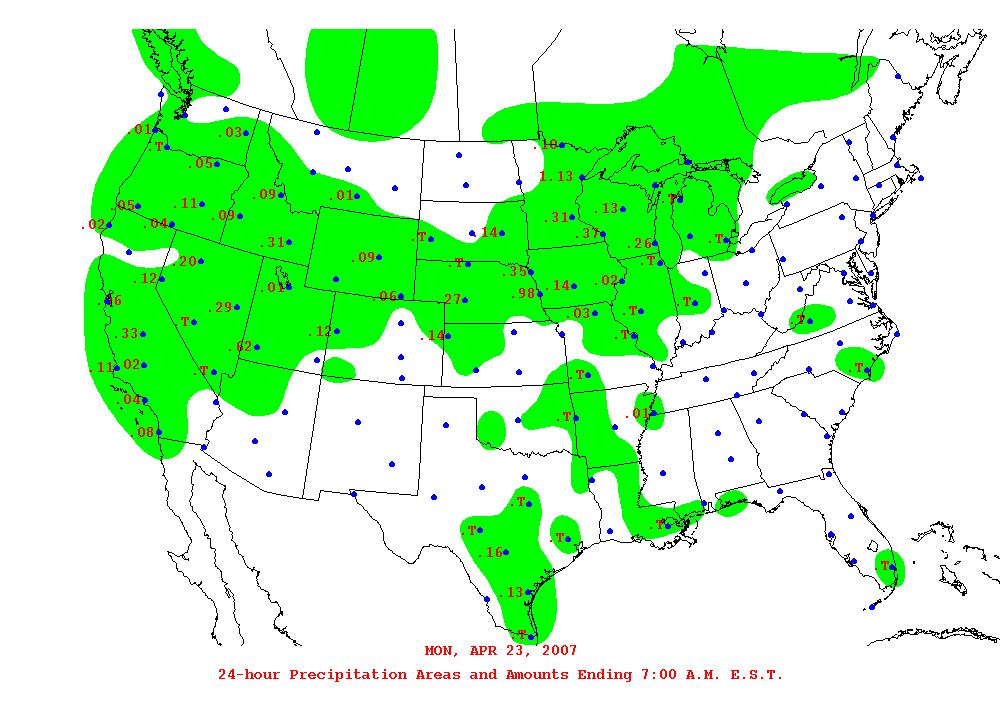 .10
.01
.03
.T
.05
1.13
.09
.01
.T
.05
.11
.13
.09
.31
.02
.04
.37
.T
.14
.T
.31
.26
.09
.20
.T
.T
.35
.12
.01
.14
.02
.98
.06
.27
.T
.29
.03
.T
.T
.12
.33
.T
.14
.62
.11
.02
.T
.T
.T
.04
.01
.T
.08
.T
.T
.T
.T
.16
.T
.13
.T
MON, APR 23, 2007
24-hour Precipitation Areas and Amounts Ending 7:00 A.M. E.S.T.